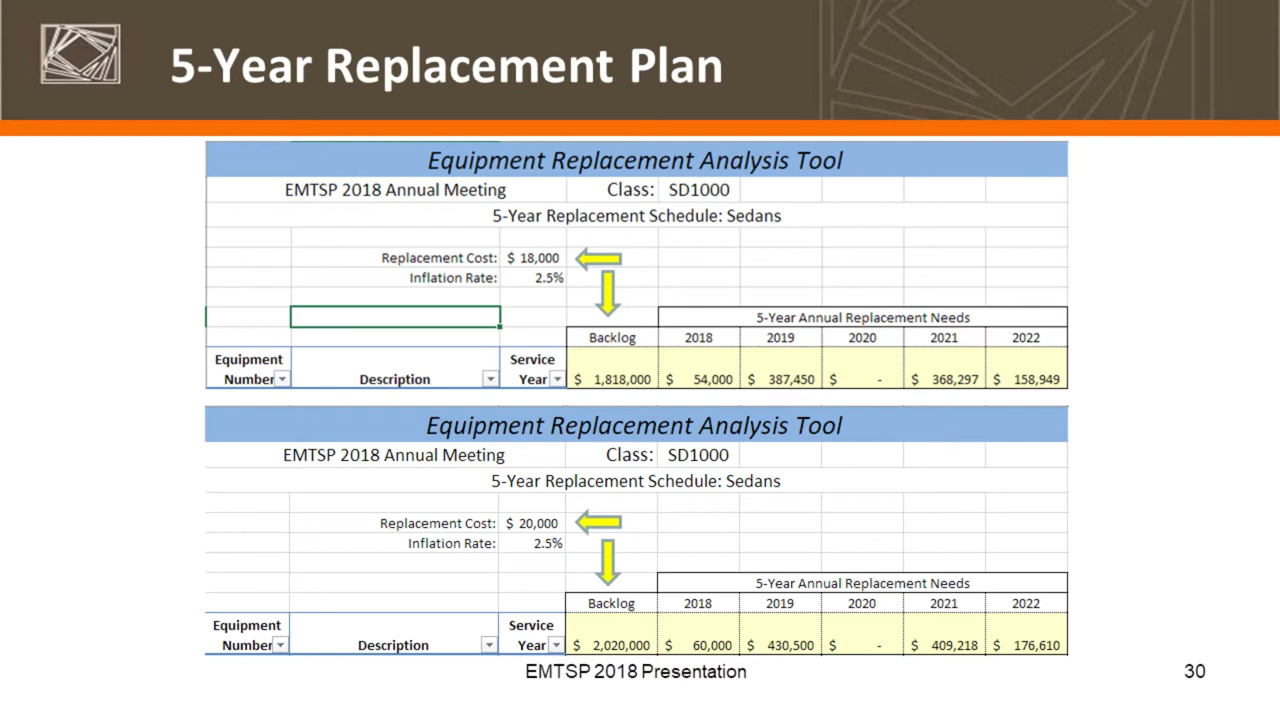 5-Year Replacement Plan
Equipment Replacement Analysis Tool
EMTSP 2018 Annual Meeting Class: SD1000
5-Year Replacement Schedule: Sedans
Replacement Cost: $ 18,000
Inflation Rate: 2.5%
5-Year Annual Replacement Needs
Backlog 2018 2019 2020 2021 2022
Equipment Service
Number Description Year $ 1,818,000 $ 54,000 $ 387,450 $ - $ 368,297 $ 158,949
Equipment Replacement Analysis Tool
EMTSP 2018 Annual Meeting Class: SD1000
5-Year Replacement Schedule: Sedans
Replacement Cost: $ 20,000
Inflation Rate: 2.5%
5-Year Annual Replacement Needs
Backlog 2018 2019 2020 2021 2022
Equipment Service
Number Description Year $ 2,020,000 $ 60,000 $ 430,500 $ - $ 409,218 $ 176,610
EMTSP 2018 Presentation 30